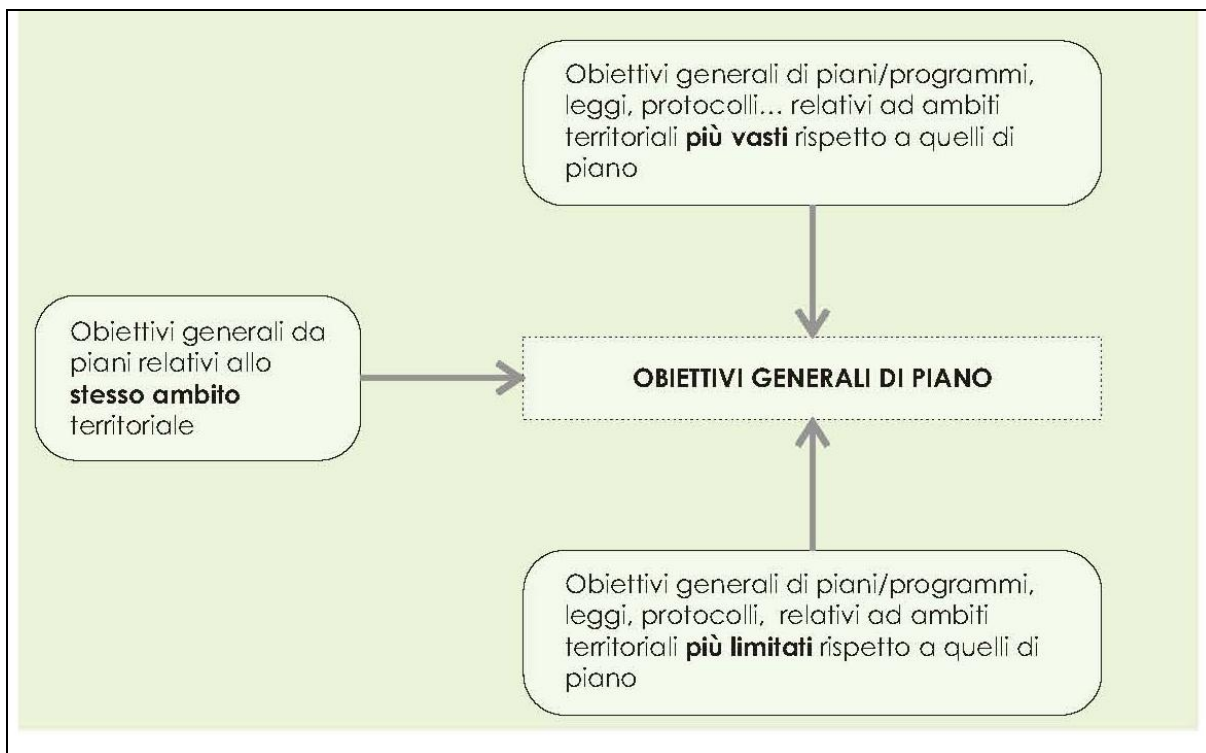 Obiettivi generali di piani/programmi,
leggi, protocolli... relativi ad ambiti
territoriali più vasti rispetto a quelli di
piano
Obiettivi generali da
piani relativi allo
stesso ambito
territoriale
OBIETTIVI GENERALI DI PIANO
Obiettivi generali di piani/programmi,
leggi, protocolli, relativi ad ambiti
territoriali più limitati rispetto a quelli di
piano